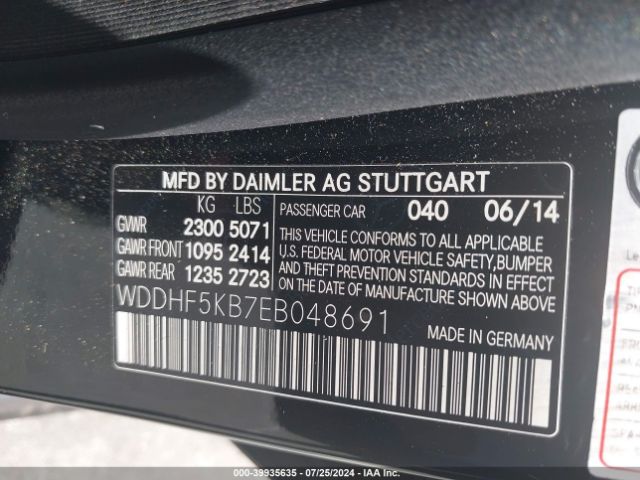 MFD BY DAIMLER AG STUTTGART
KG LBS
GVWR 2300 5071
GAWR FRONT 1095 2414
GAWR REAR 1235 2723
PASSENGER CAR 040 06/14
THIS VEHICLE CONFORMS TO ALL APPLICABLE
U.S. FEDERAL MOTOR VEHICLE SAFETY, BUMPER
AND THEFT PREVENTION STANDARDS IN EFFECT
ON THE DATE OF MANUFACTURE SHOWN ABOVE
WDDHF5KB7EB048691
MADE IN GERMANY
000-39935635 - 07/25/2024 - IAA Inc.